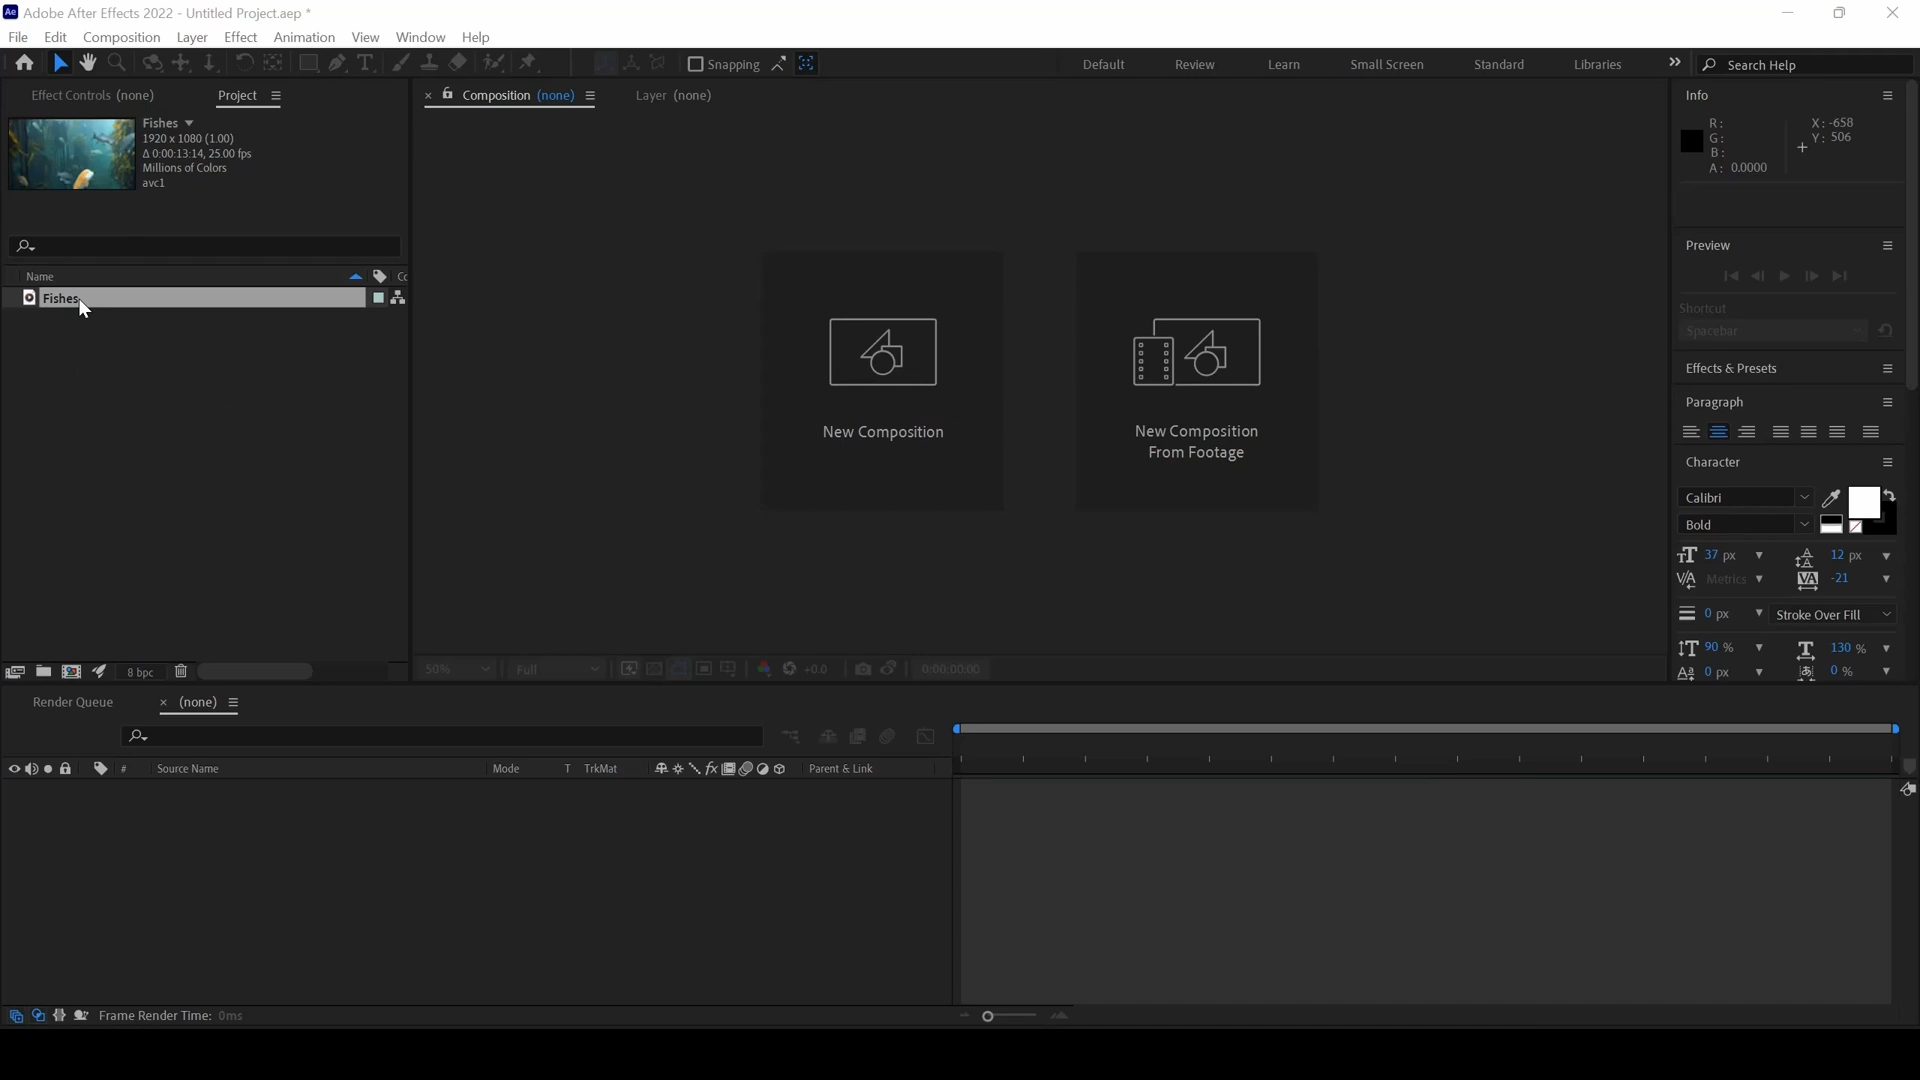 Ae Adobe After Effects 2022 - Untitled Project.aep *
File Edit Composition Layer Effect Animation View Window Help
Snapping Default Review Learn Small Screen Standard Libraries Search Help
Effect Controls (none) Project Composition (none) Layer (none) Info
Fishes
1920 x 1080 (1.00)
Δ 0:00:13:14, 25.00 fps
Millions of Colors
avc1
R:
G:
B:
A: 0.0000
X: -658
Y: 506
Preview
Name Co
Fishes
Shortcut
Spacebar
Effects & Presets
Paragraph
New Composition
New Composition
From Footage
Character
Calibri
Bold
37 px 12 px
Metrics -21
0 px Stroke Over Fill
90 % 130 %
0 px 0 %
8 bpc
50% Full +0.0 0:00:00:00
Render Queue (none)
# Source Name Mode T TrkMat fx Parent & Link
Frame Render Time: 0ms